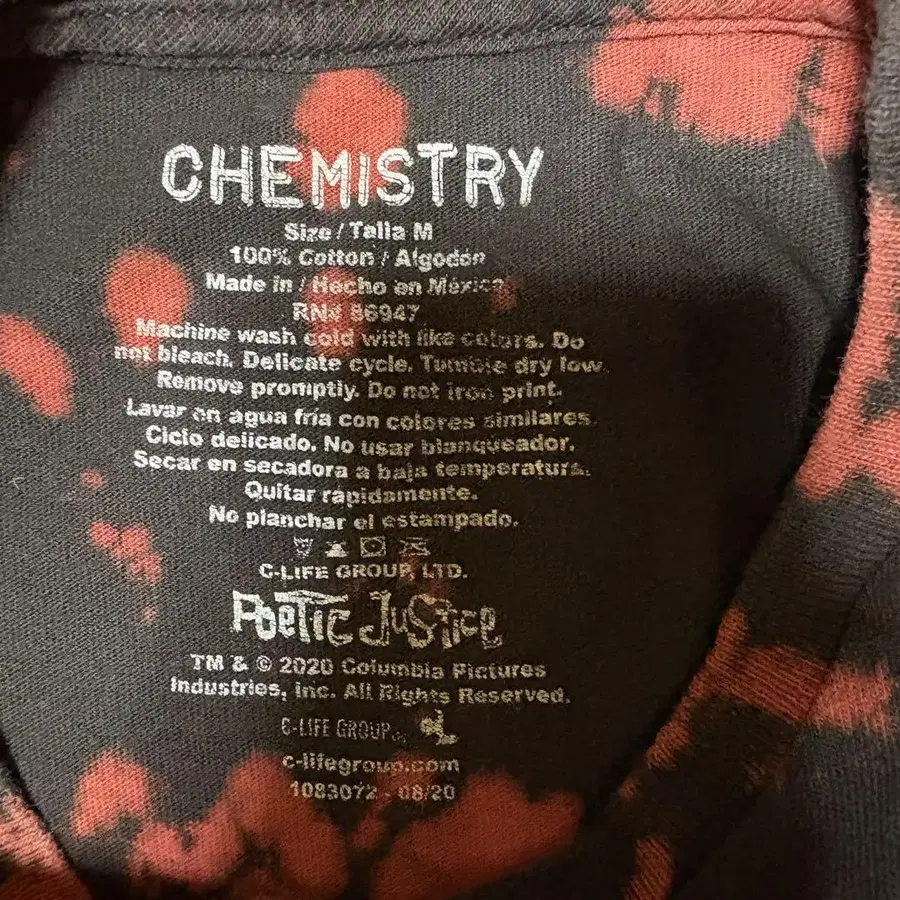 CHEMISTRY
Size / Talla M
100% Cotton / Algodón
Made in / Hecho en México
RN# 86947
Machine wash cold with like colors. Do
not bleach. Delicate cycle. Tumble dry low.
Remove promptly. Do not iron print.
Lavar en agua fría con colores similares.
Ciclo delicado. No usar blanqueador.
Secar en secadora a baja temperatura.
Quitar rápidamente.
No planchar el estampado.
C-LIFE GROUP, LTD.
POETIC JUSTICE
TM & © 2020 Columbia Pictures
Industries, Inc. All Rights Reserved.
C-LIFE GROUP
c-lifegroup.com
1083072 - 08/20